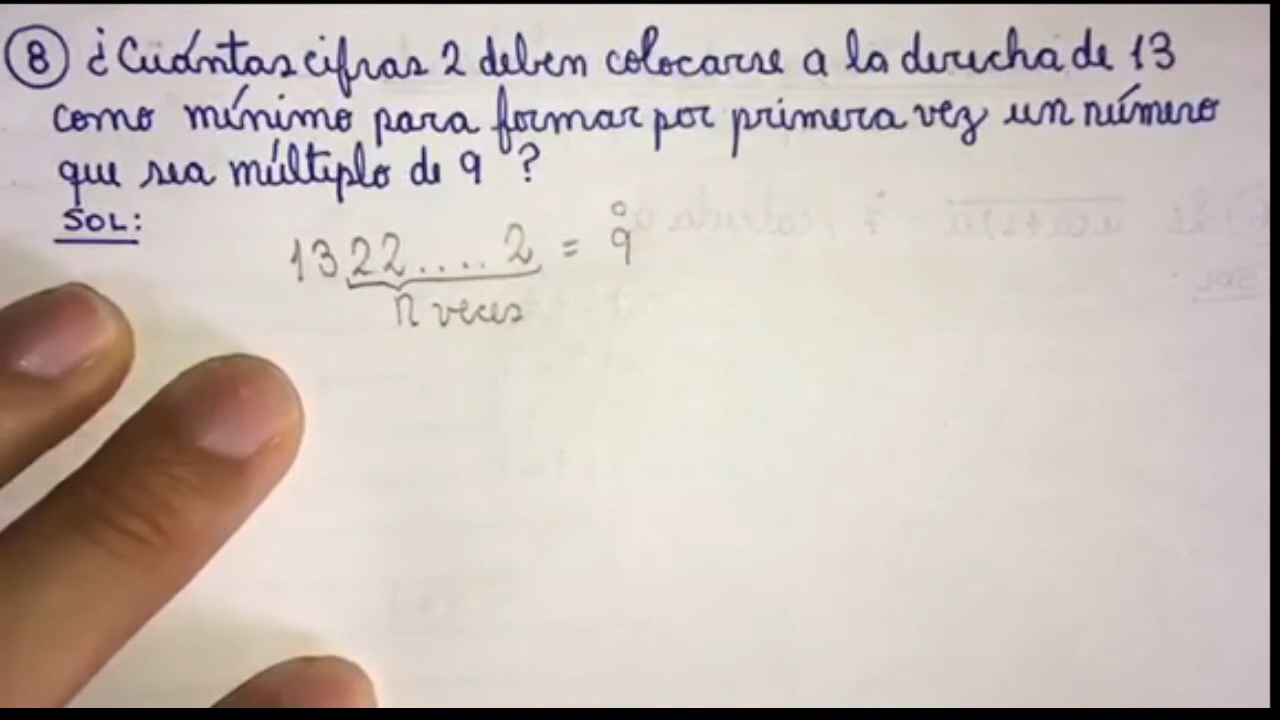 8 ¿Cuántas cifras 2 deben colocarse a la derecha de 13
como mínimo para formar por primera vez un número
que sea múltiplo de 9 ?
SOL:
1322....2 = 9̊
n veces